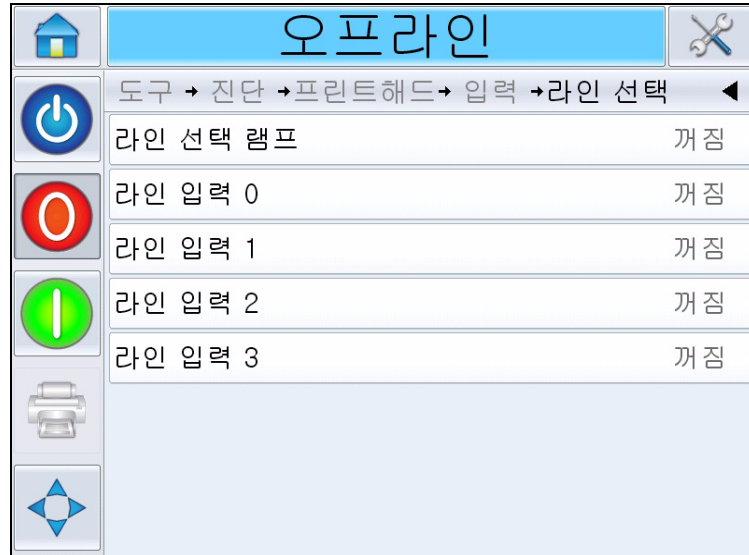 오프라인
도구 → 진단 →프린트해드→ 입력 →라인 선택
라인 선택 램프 꺼짐
라인 입력 0 꺼짐
라인 입력 1 꺼짐
라인 입력 2 꺼짐
라인 입력 3 꺼짐